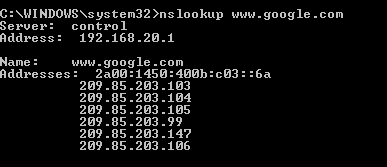 C:\WINDOWS\system32>nslookup www.google.com
Server:  control
Address:  192.168.20.1
Name:    www.google.com
Addresses:  2a00:1450:400b:c03::6a
209.85.203.103
209.85.203.104
209.85.203.105
209.85.203.99
209.85.203.147
209.85.203.106